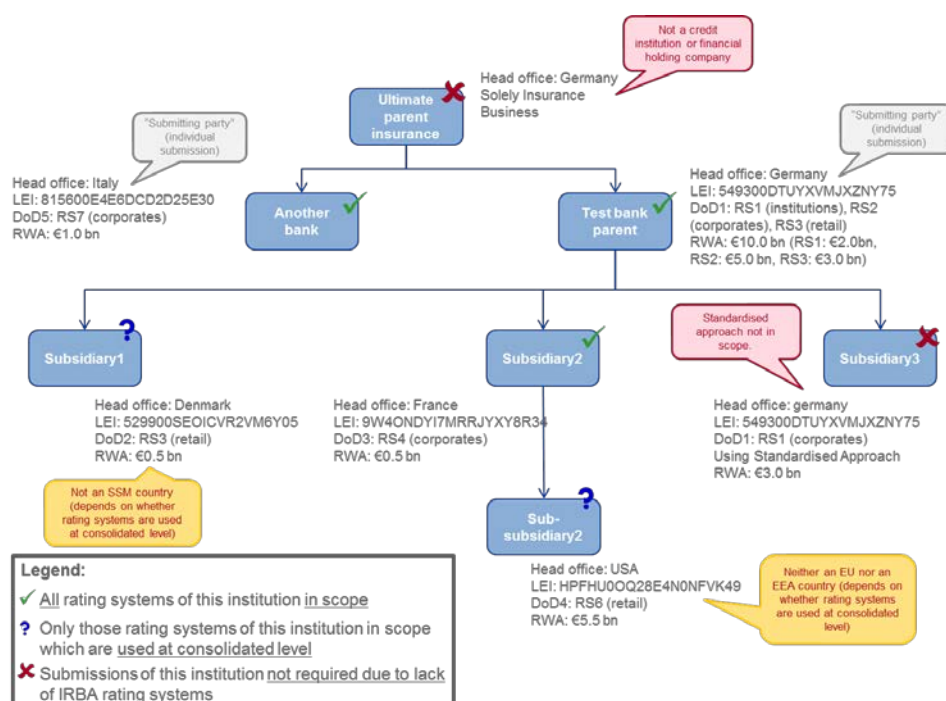 Not a credit
institution or financial
holding company
Head office: Germany
Solely Insurance
Business
Ultimate
parent
insurance
"Submitting party"
(individual
submission)
"Submitting party"
(individual
submission)
Head office: Italy
LEI: 815600E4E6DCD2D25E30
DoD5: RS7 (corporates)
RWA: €1.0 bn
Another
bank
Test bank
parent
Head office: Germany
LEI: 549300DTUYXVMJXZNY75
DoD1: RS1 (institutions), RS2
(corporates), RS3 (retail)
RWA: €10.0 bn (RS1: €2.0bn,
RS2: €5.0 bn, RS3: €3.0 bn)
Standardised
approach not in
scope.
?
Subsidiary1
Subsidiary2
Subsidiary3
Head office: Denmark
LEI: 529900SEOICVR2VM6Y05
DoD2: RS3 (retail)
RWA: €0.5 bn
Head office: France
LEI: 9W4ONDYI7MRRJYXY8R34
DoD3: RS4 (corporates)
RWA: €0.5 bn
Head office: germany
LEI: 549300DTUYXVMJXZNY75
DoD1: RS1 (corporates)
Using Standardised Approach
RWA: €3.0 bn
Not an SSM country
(depends on whether
rating systems are used
at consolidated level)
?
Sub-
subsidiary2
Head office: USA
LEI: HPFHU0OQ28E4N0NFVK49
DoD4: RS6 (retail)
RWA: €5.5 bn
Neither an EU nor an
EEA country (depends on
whether rating systems
are used at consolidated
level)
Legend:
✓ All rating systems of this institution in scope
? Only those rating systems of this institution in scope
which are used at consolidated level
✘ Submissions of this institution not required due to lack
of IRBA rating systems